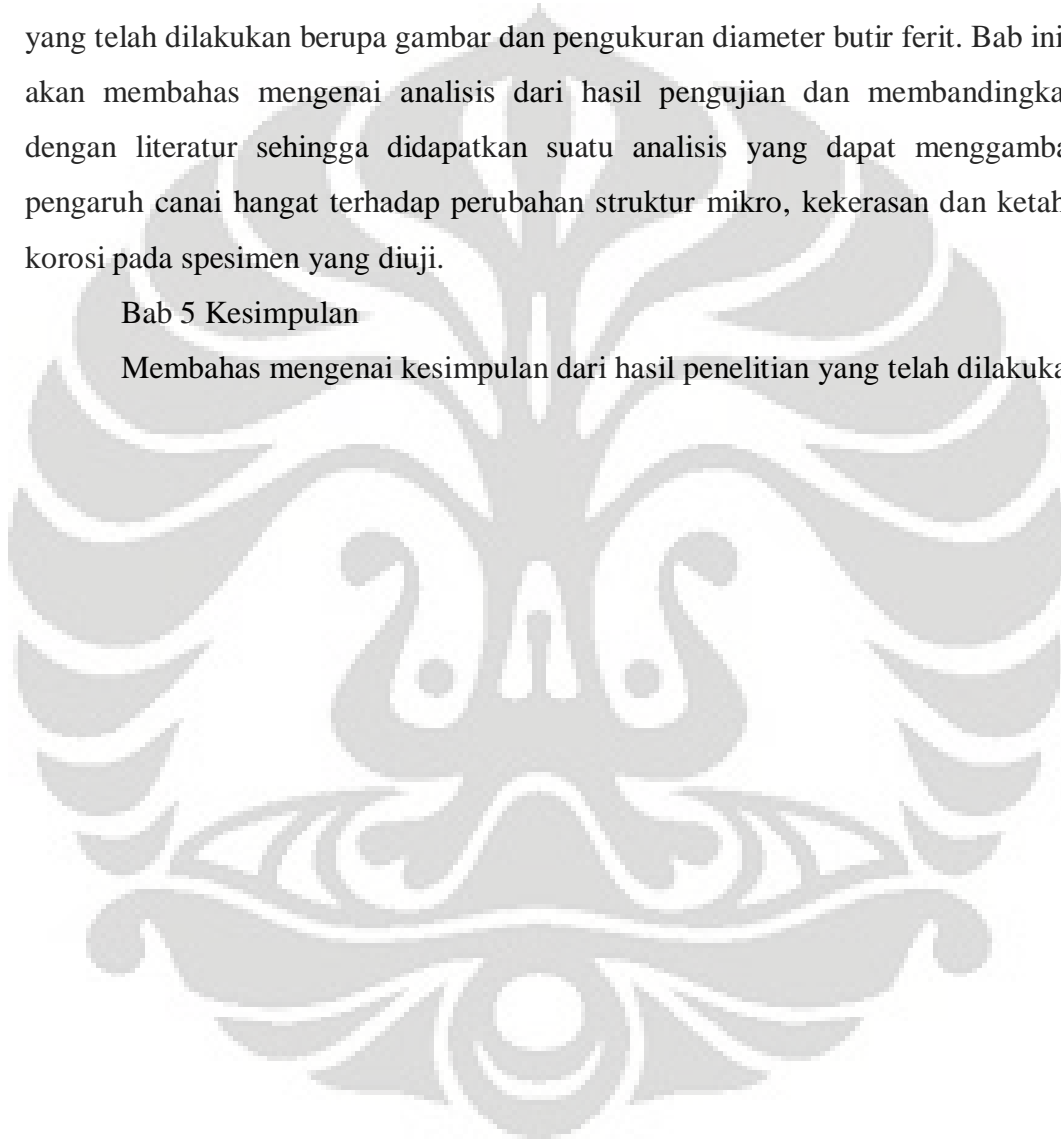 yang telah dilakukan berupa gambar dan pengukuran diameter butir ferit. Bab ini
akan membahas mengenai analisis dari hasil pengujian dan membandingka
dengan literatur sehingga didapatkan suatu analisis yang dapat menggamba
pengaruh canai hangat terhadap perubahan struktur mikro, kekerasan dan ketah
korosi pada spesimen yang diuji.
Bab 5 Kesimpulan
Membahas mengenai kesimpulan dari hasil penelitian yang telah dilakuka